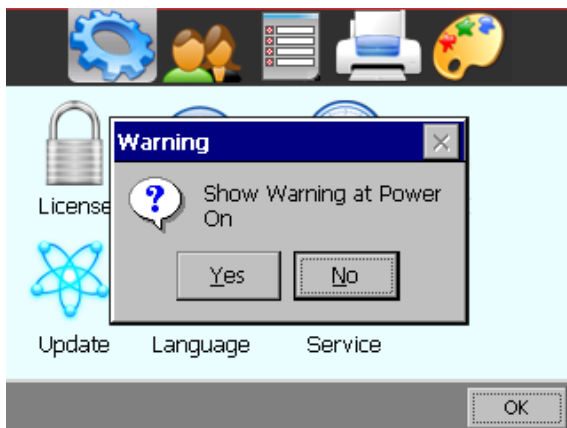 Warning
License
Show Warning at Power
On
Yes
No
Update
Language
Service
OK